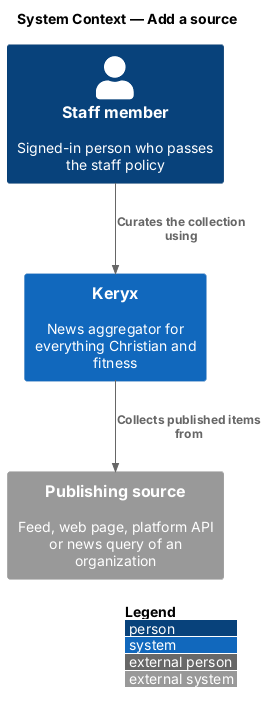 System Context — Add a source
Staff member
Signed-in person who passes
the staff policy
Curates the collection
using
Keryx
News aggregator for
everything Christian and
fitness
Collects published items
from
Publishing source
Feed, web page, platform API
or news query of an
organization
Legend
person
system
external person
external system